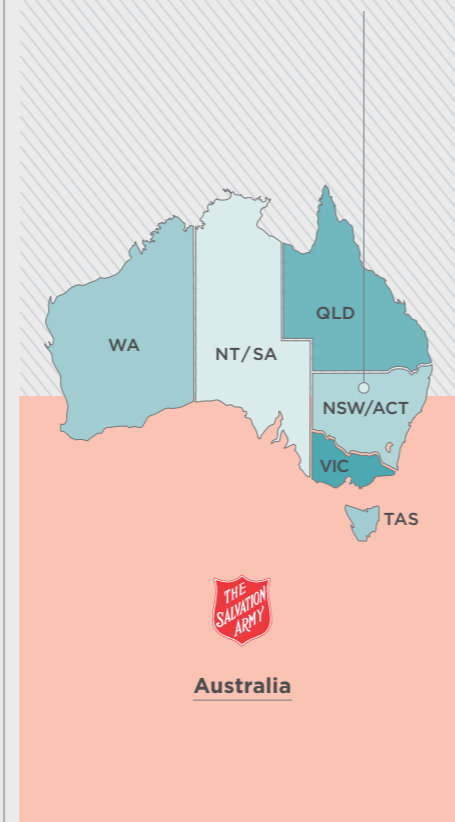 QLD
WA
NT/SA
NSW/ACT
VIC
TAS
THE
SALVATION
ARMY
Australia